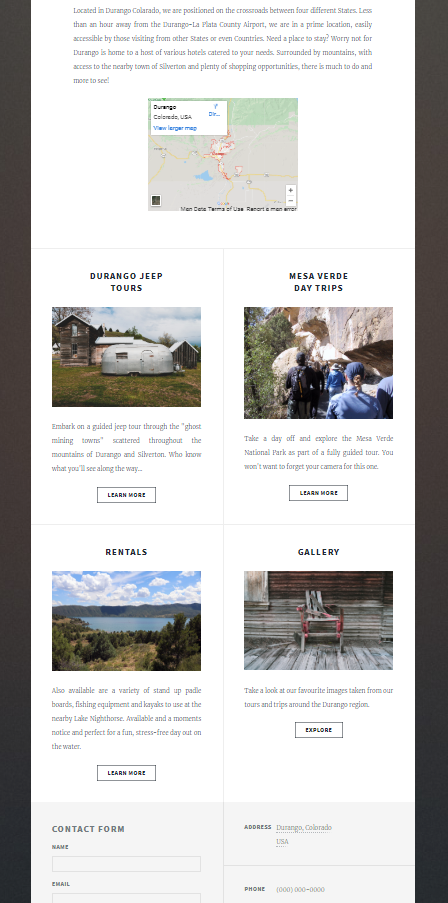 Located in Durango Colarado, we are positioned on the crossroads between four different States. Less
than an hour away from the Durango-La Plata County Airport, we are in a prime location, easily
accessible by those visiting from other States or even Countries. Need a place to stay? Worry not for
Durango is home to a host of various hotels catered to your needs. Surrounded by mountains, with
access to the nearby town of Silverton and plenty of shopping opportunities, there is much to do and
more to see!
Durango
Colorado, USA
Dir...
View larger map
+
−
Map Data Terms of Use Report a map error
DURANGO JEEP
TOURS
Embark on a guided jeep tour through the "ghost
mining towns" scattered throughout the
mountains of Durango and Silverton. Who know
what you'll see along the way...
LEARN MORE
MESA VERDE
DAY TRIPS
Take a day off and explore the Mesa Verde
National Park as part of a fully guided tour. You
won't want to forget your camera for this one.
LEARN MORE
RENTALS
Also available are a variety of stand up padle
boards, fishing equipment and kayaks to use at the
nearby Lake Nighthorse. Available and a moments
notice and perfect for a fun, stress-free day out on
the water.
LEARN MORE
GALLERY
Take a look at our favourite images taken from our
tours and trips around the Durango region.
EXPLORE
CONTACT FORM
NAME
EMAIL
ADDRESS Durango, Colorado
USA
PHONE (000) 000-0000